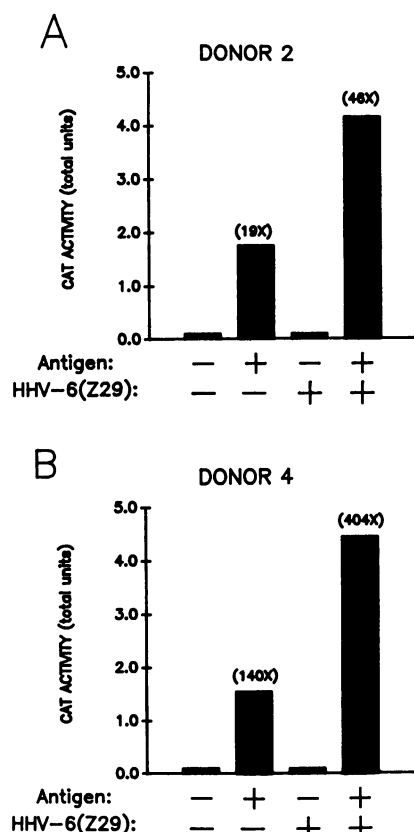 A
DONOR 2
CAT ACTIVITY (total units)
5.0
4.0
3.0
2.0
1.0
0.0
(19X)
(46X)
Antigen: — + — +
HHV-6(Z29): — — + +
B
DONOR 4
CAT ACTIVITY (total units)
5.0
4.0
3.0
2.0
1.0
0.0
(140X)
(404X)
Antigen: — + — +
HHV-6(Z29): — — + +